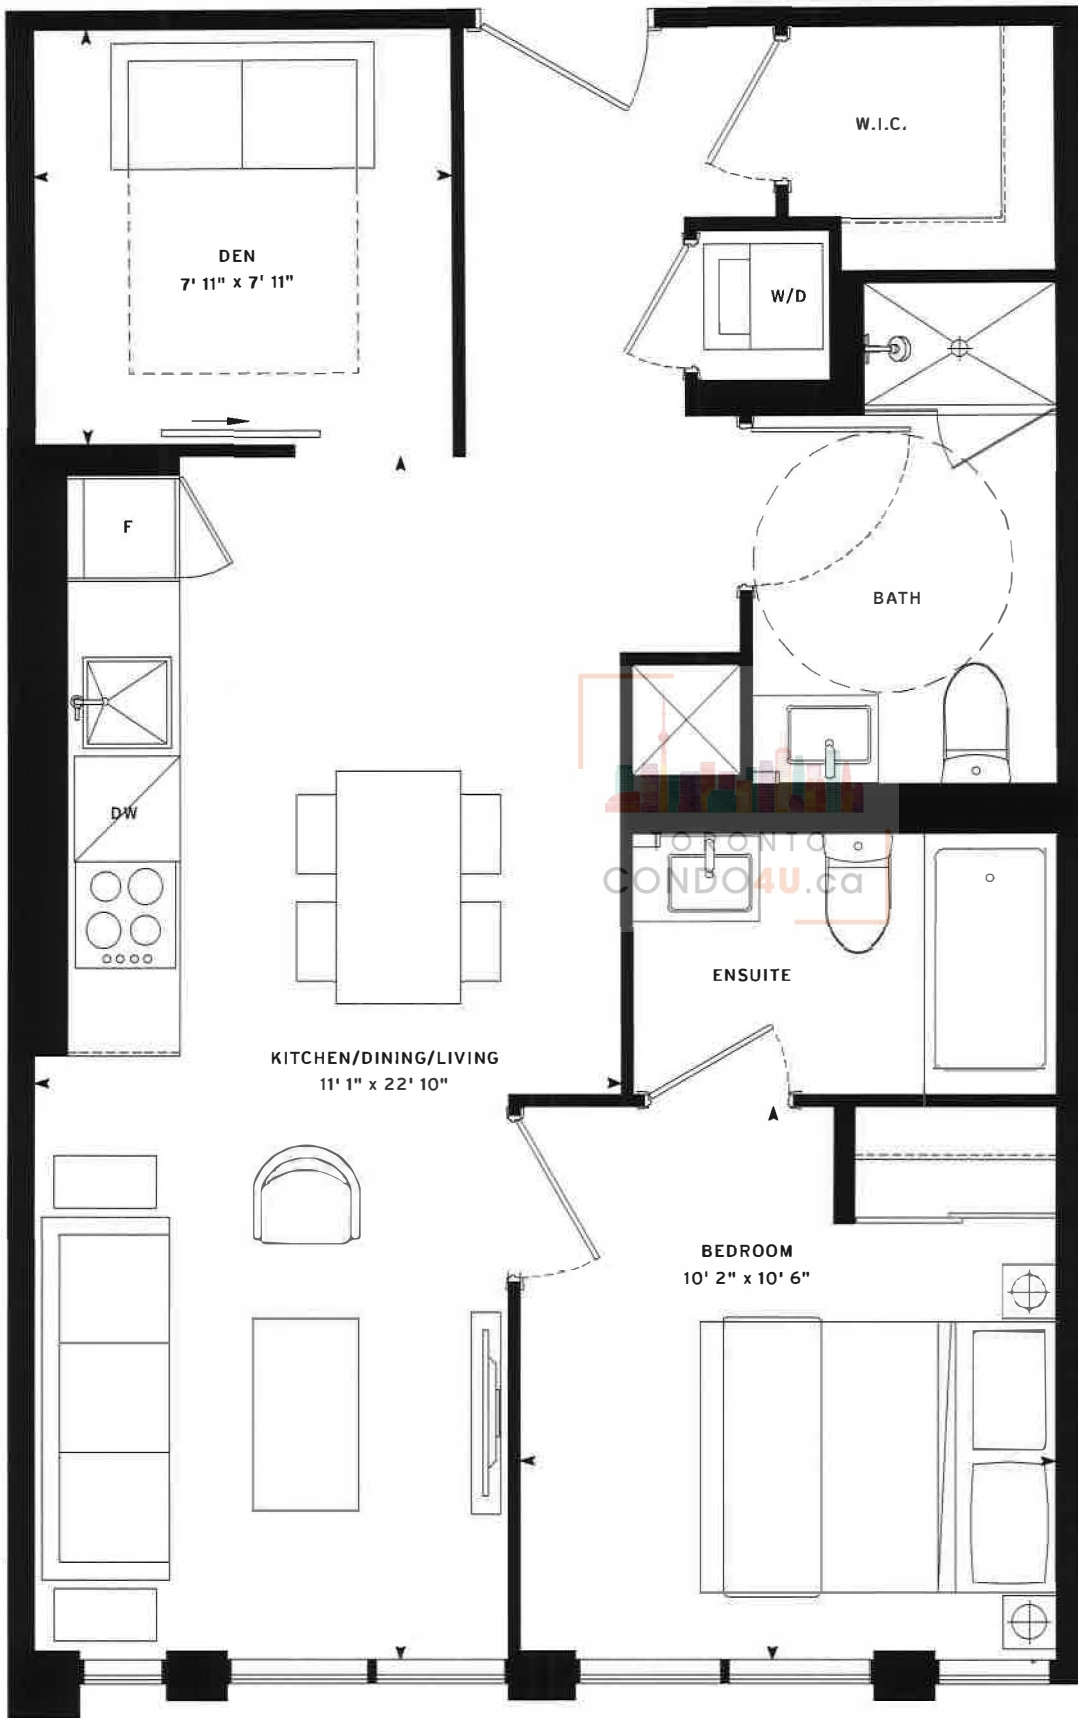 W.I.C.
DEN
7' 11" x 7' 11"
W/D
F
BATH
DW
TORONTO
CONDO4U.ca
ENSUITE
KITCHEN/DINING/LIVING
11' 1" x 22' 10"
BEDROOM
10' 2" x 10' 6"